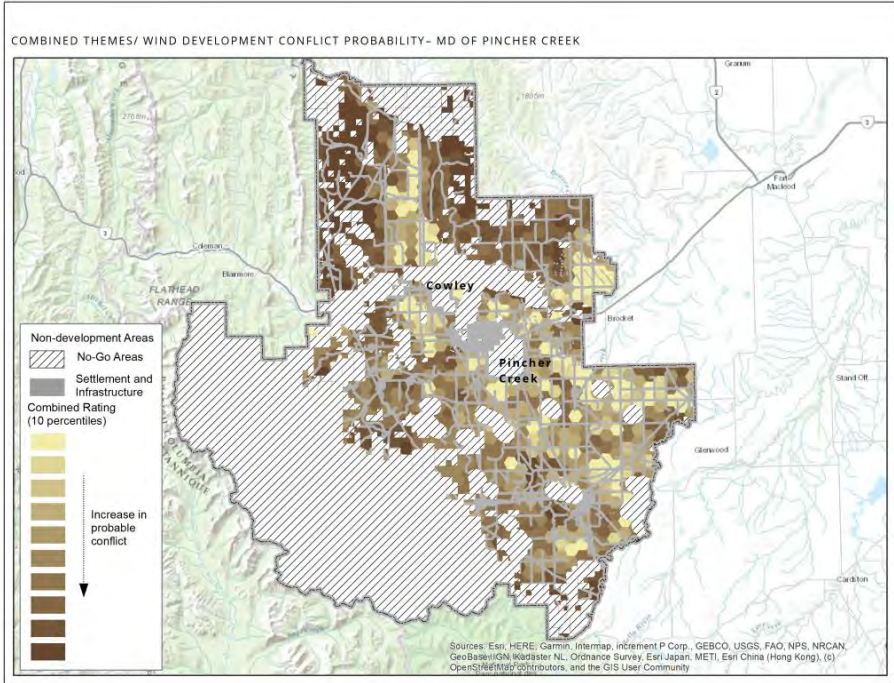 COMBINED THEMES/ WIND DEVELOPMENT CONFLICT PROBABILITY– MD OF PINCHER CREEK
Granum
2
3
Fort
Macleod
3
Coleman
Blairmore
FLATHEAD
RANGE
Cowley
Brocket
Pincher
Creek
Stand Off
Glenwood
Cardston
Non-development Areas
No-Go Areas
Settlement and
Infrastructure
Combined Rating
(10 percentiles)
Increase in
probable
conflict
Sources: Esri, HERE, Garmin, Intermap, increment P Corp., GEBCO, USGS, FAO, NPS, NRCAN,
GeoBase, IGN, Kadaster NL, Ordnance Survey, Esri Japan, METI, Esri China (Hong Kong), (c)
OpenStreetMap contributors, and the GIS User Community